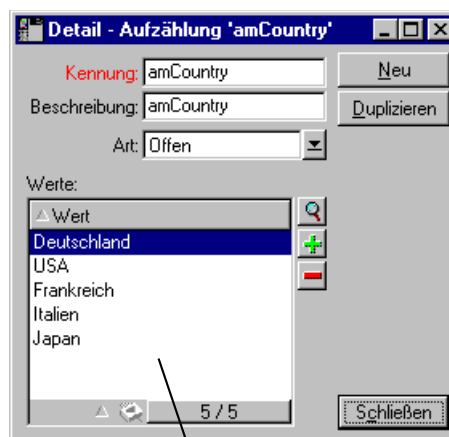 Detail - Aufzählung 'amCountry'
Kennung: amCountry
Neu
Beschreibung: amCountry
Duplizieren
Art: Offen
Werte:
Wert
Deutschland
USA
Frankreich
Italien
Japan
5 / 5
Schließen